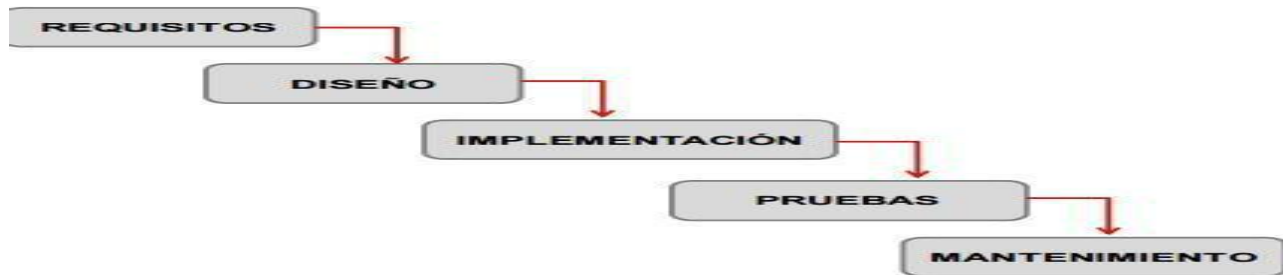 REQUISITOS
DISEÑO
IMPLEMENTACIÓN
PRUEBAS
MANTENIMIENTO